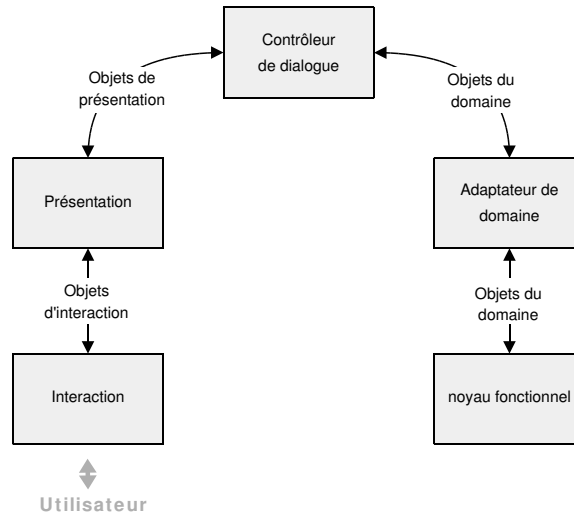 Contrôleur
de dialogue
Objets de
présentation
Objets du
domaine
Présentation
Adaptateur de
domaine
Objets
d'interaction
Objets du
domaine
Interaction
noyau fonctionnel
Utilisateur